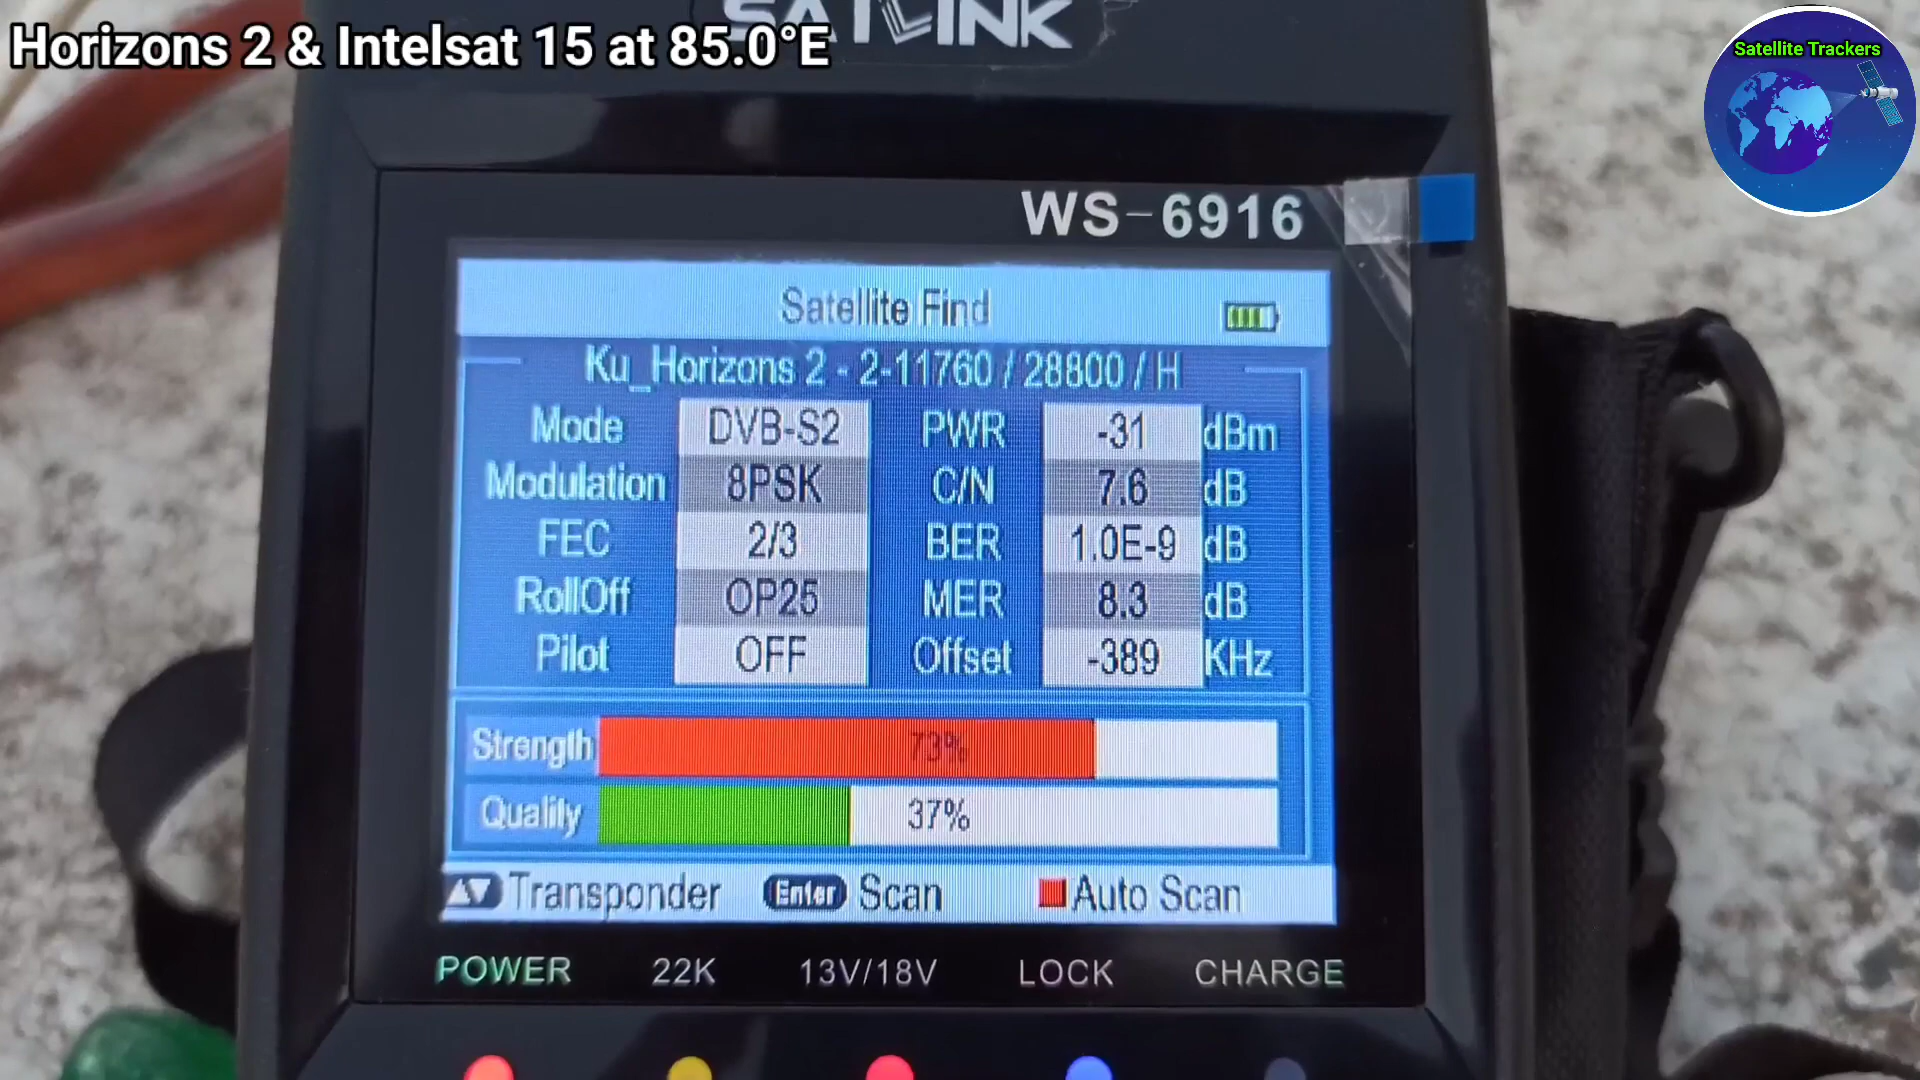 Horizons 2 & Intelsat 15 at 85.0°E
SATLINK
Satellite Trackers
WS-6916
Satellite Find
Ku_Horizons 2 - 2-11760 / 28800 / H
Mode DVB-S2 PWR -31 dBm
Modulation 8PSK C/N 7.6 dB
FEC 2/3 BER 1.0E-9 dB
RollOff OP25 MER 8.3 dB
Pilot OFF Offset -389 KHz
Strength 73%
Quality 37%
Transponder Enter Scan Auto Scan
POWER 22K 13V/18V LOCK CHARGE